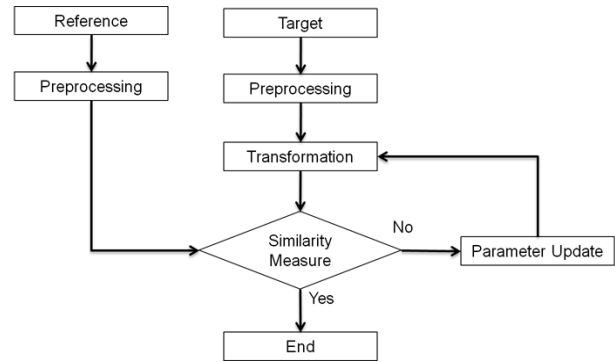 Reference
Target
Preprocessing
Preprocessing
Transformation
Similarity
Measure
No
Parameter Update
Yes
End